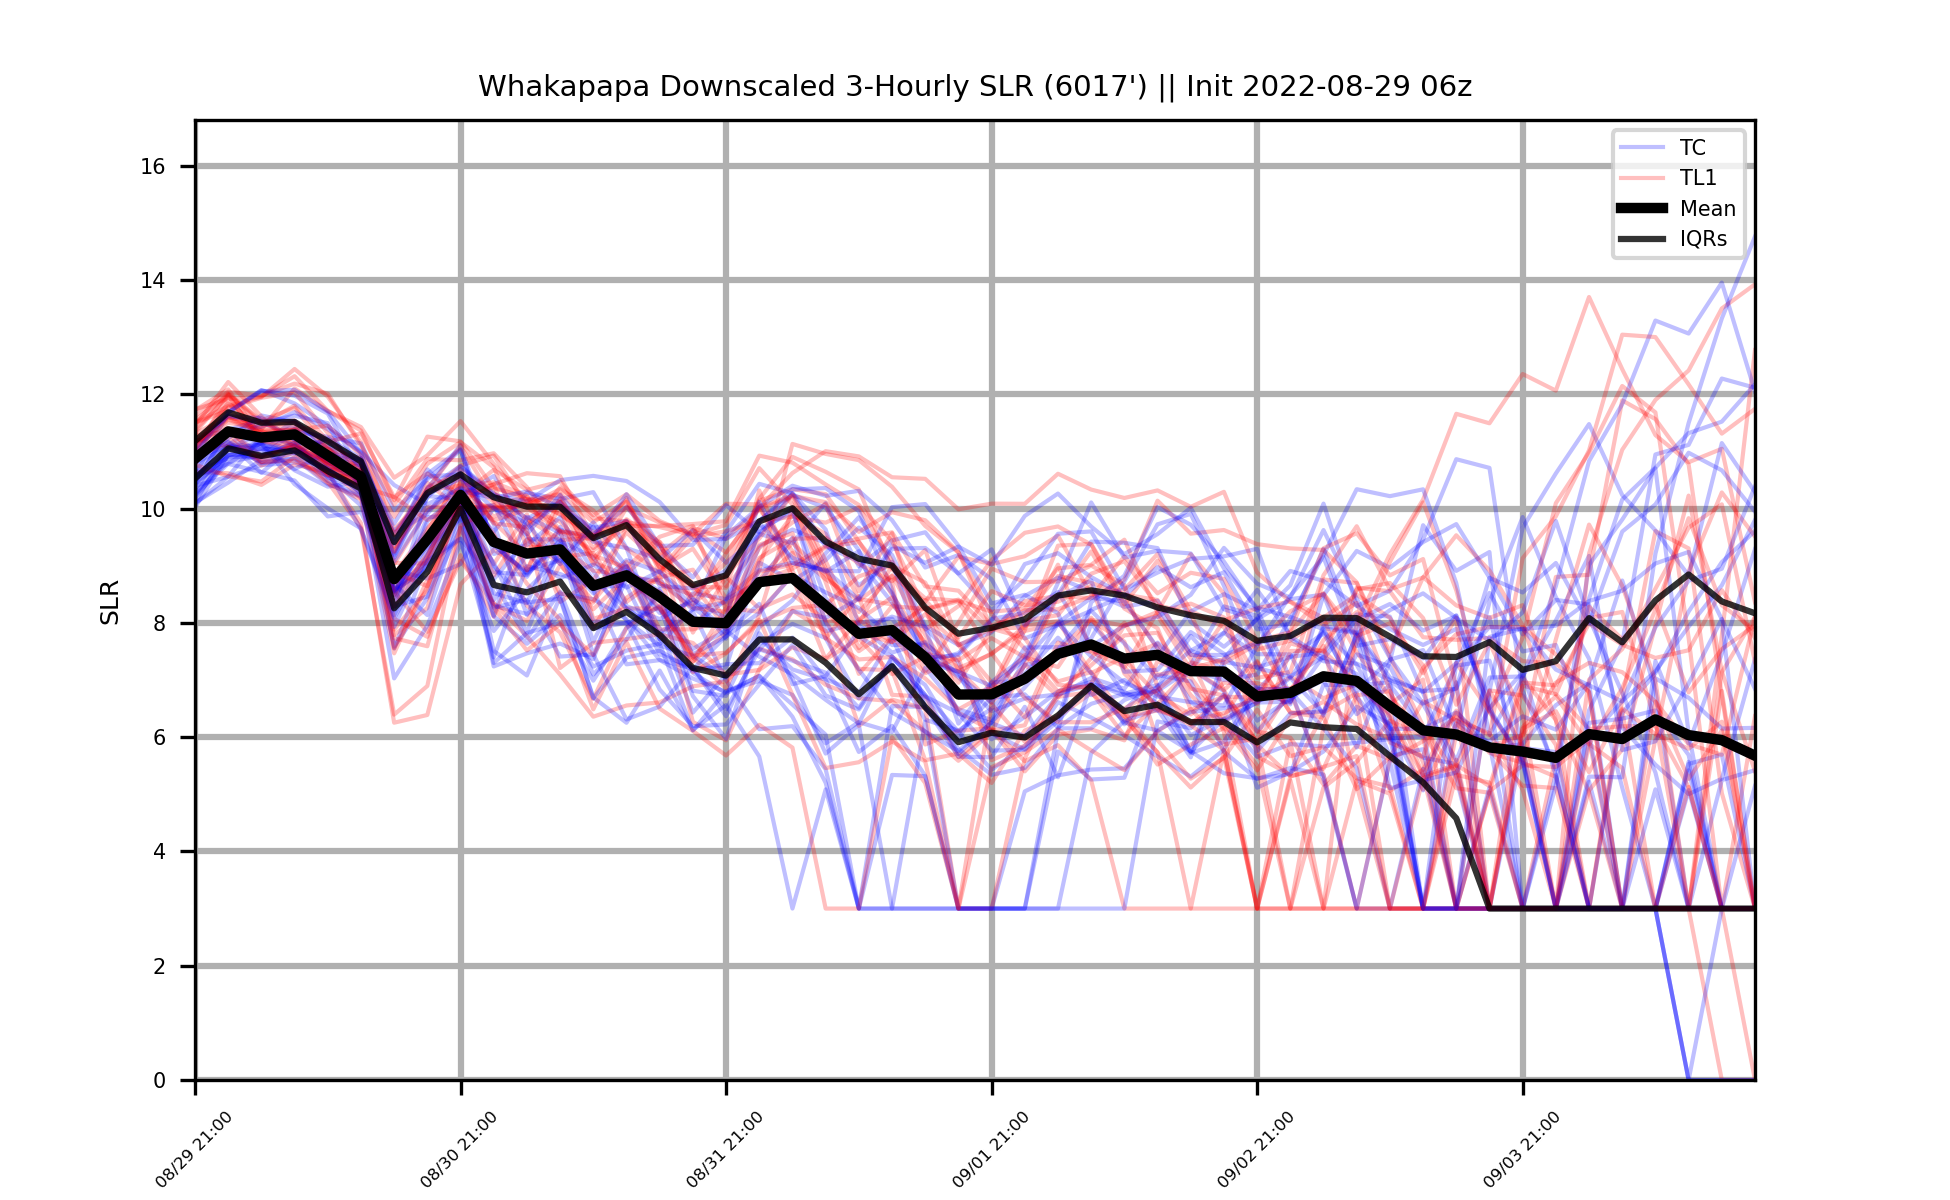 Whakapapa Downscaled 3-Hourly SLR (6017') || Init 2022-08-29 06z
TC
TL1
Mean
IQRs
SLR
16
14
12
10
8
6
4
2
0
08/29 21:00
08/30 21:00
08/31 21:00
09/01 21:00
09/02 21:00
09/03 21:00